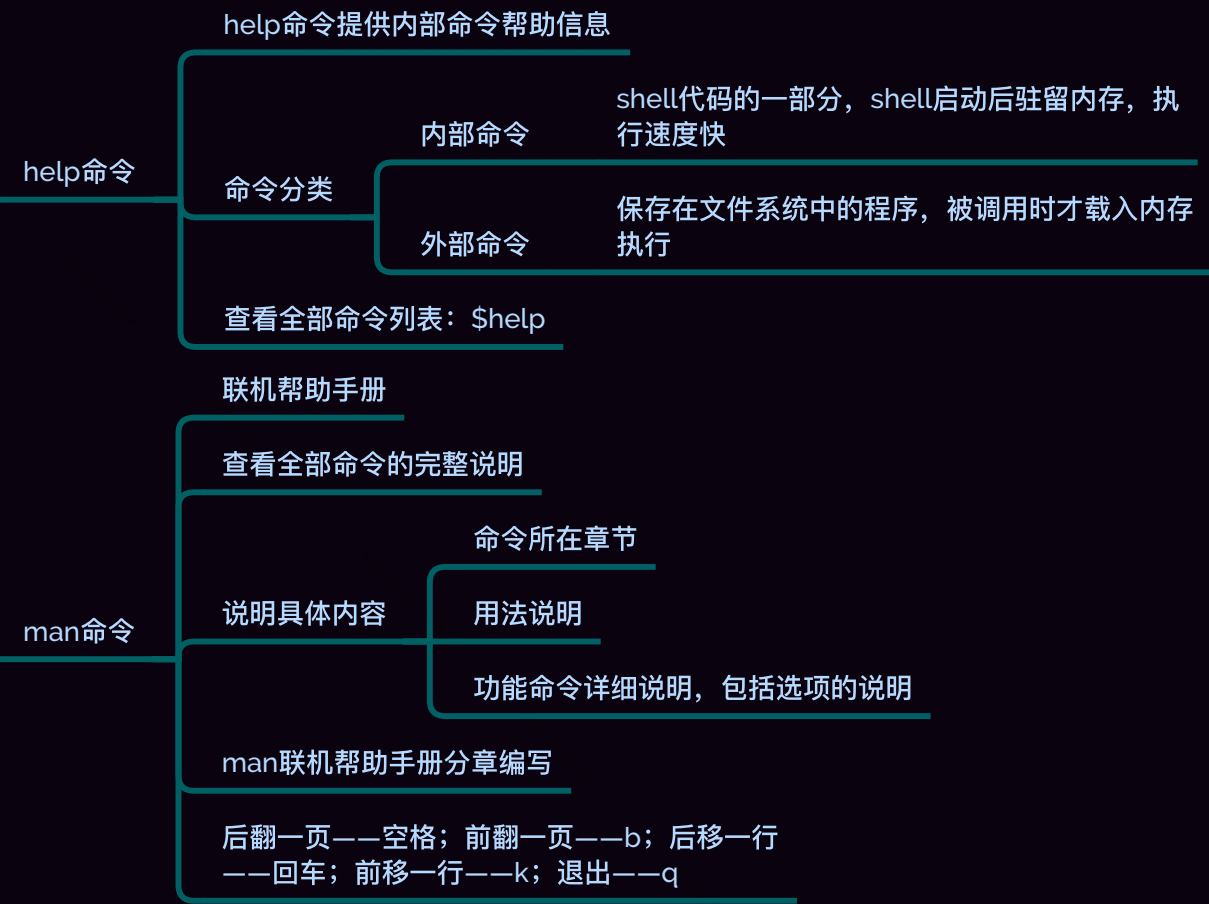 help命令
help命令提供内部命令帮助信息
命令分类
内部命令
shell代码的一部分，shell启动后驻留内存，执
行速度快
外部命令
保存在文件系统中的程序，被调用时才载入内存
执行
查看全部命令列表：$help
man命令
联机帮助手册
查看全部命令的完整说明
说明具体内容
命令所在章节
用法说明
功能命令详细说明，包括选项的说明
man联机帮助手册分章编写
后翻一页——空格；前翻一页——b；后移一行
——回车；前移一行——k；退出——q